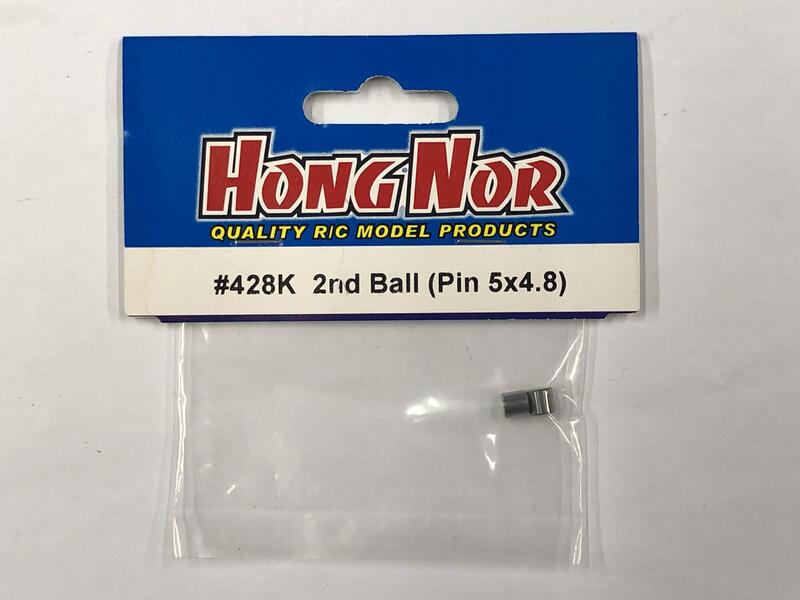 HONG NOR
QUALITY R/C MODEL PRODUCTS
#428K 2nd Ball (Pin 5x4.8)